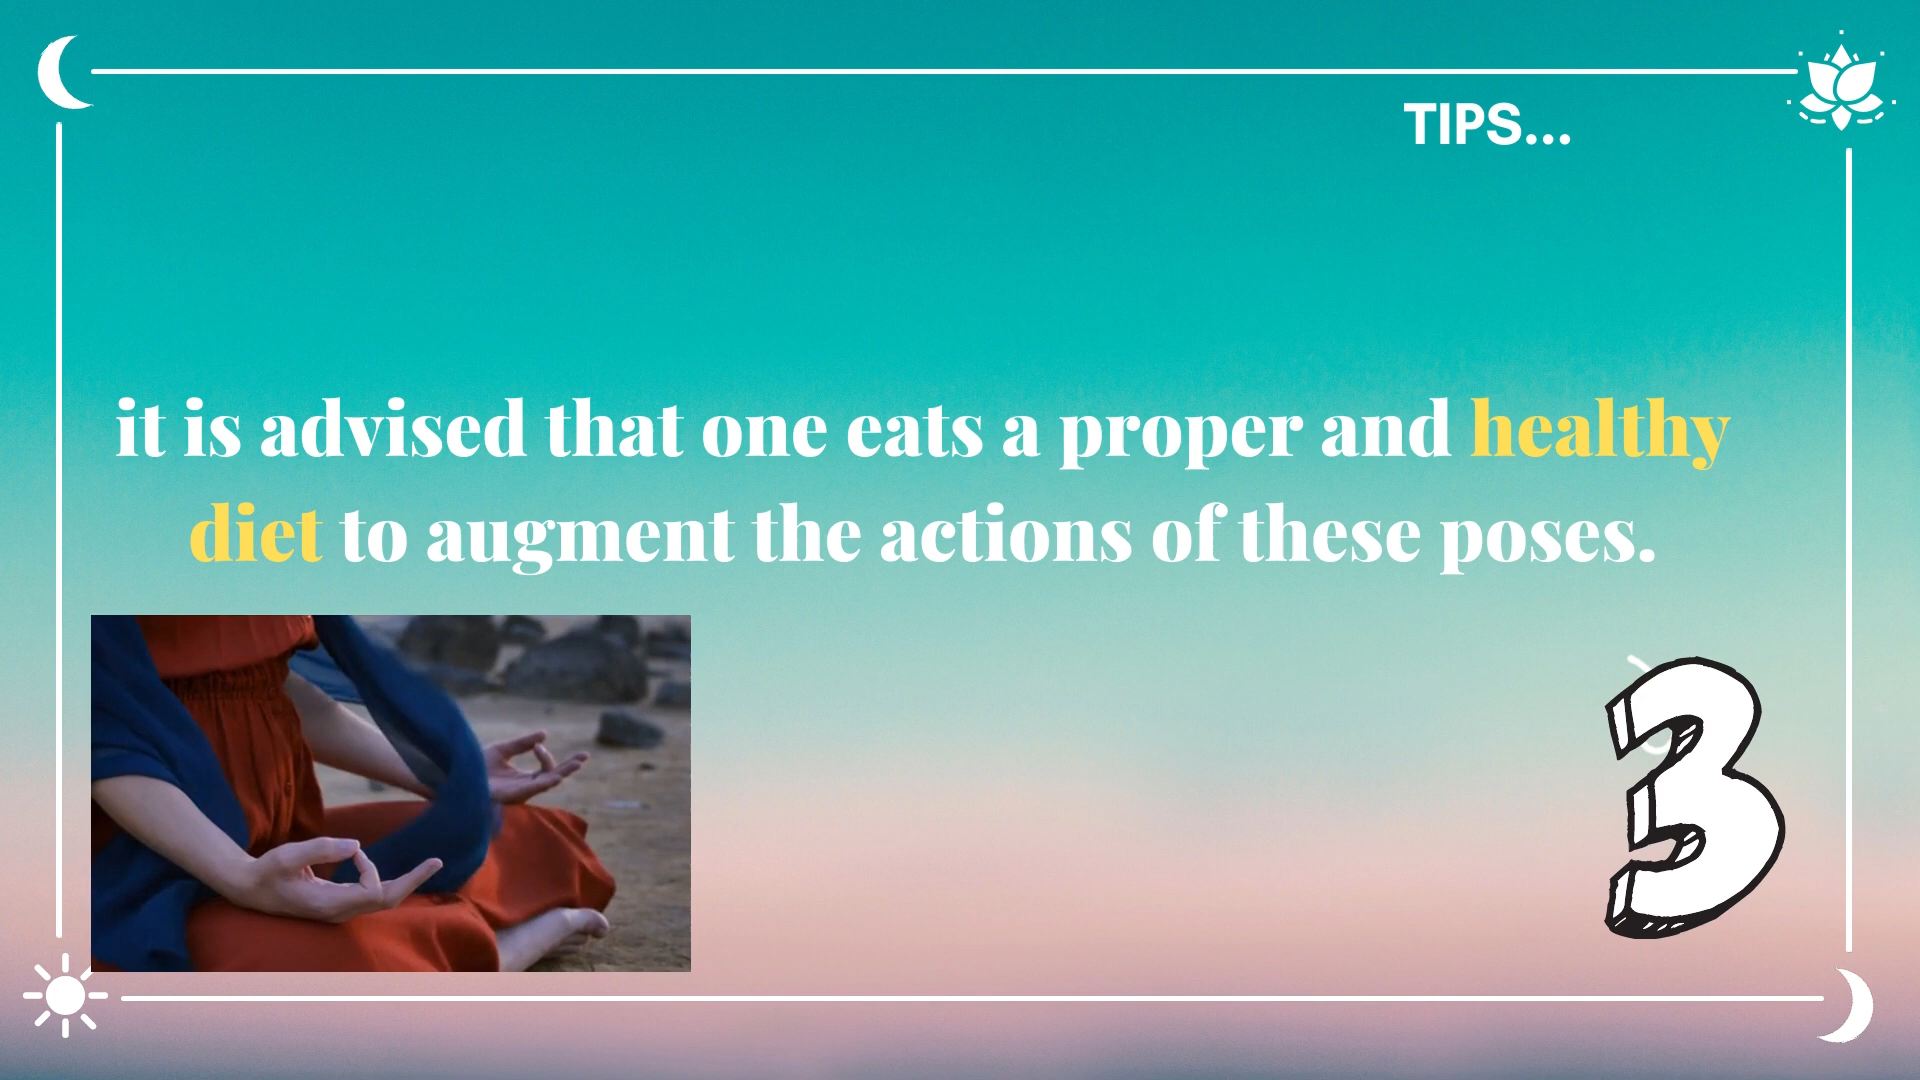 TIPS...
it is advised that one eats a proper and healthy
diet to augment the actions of these poses.
3